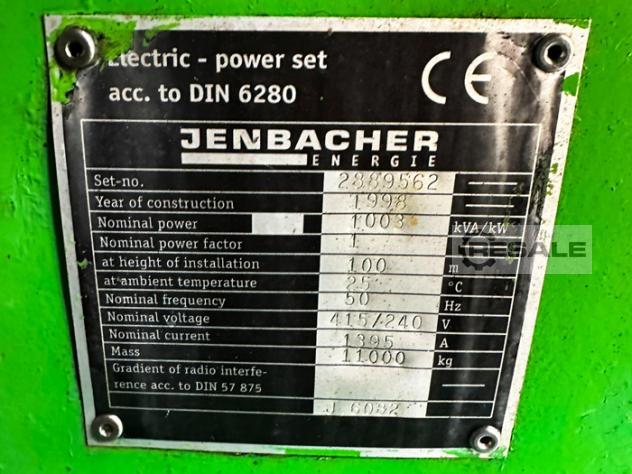 Electric - power set
acc. to DIN 6280
CE
JENBACHER
ENERGIE
Set-no. 2889562
Year of construction 1998
Nominal power 1003 kVA/kW
Nominal power factor 1
at height of installation 100 m
at ambient temperature 25 °C
Nominal frequency 50 Hz
Nominal voltage 415/240 V
Nominal current 1395 A
Mass 11000 kg
Gradient of radio interfe-
rence acc. to DIN 57 875
J 6082
RESALE